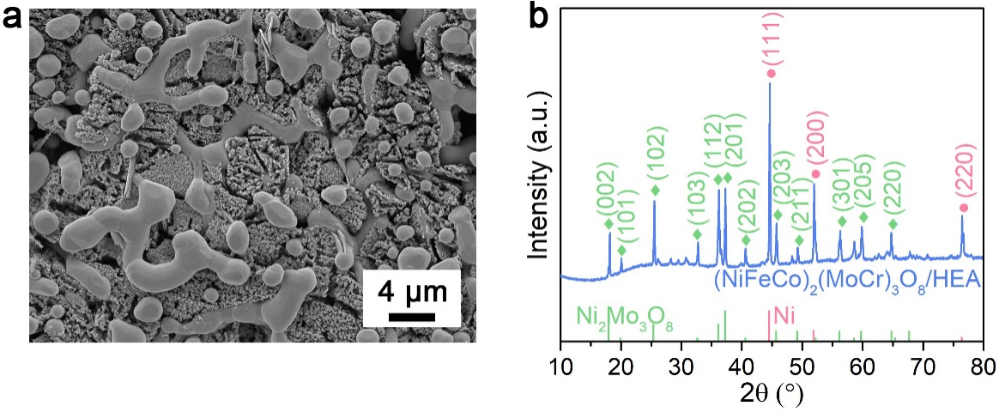 a
4 μm
b
Intensity (a.u.)
(002)
(101)
(102)
(103)
(112)
(201)
(202)
(111)
(203)
(211)
(200)
(301)
(205)
(220)
(220)
(NiFeCo)₂(MoCr)₃O₈/HEA
Ni₂Mo₃O₈
Ni
10 20 30 40 50 60 70 80
2θ (°)